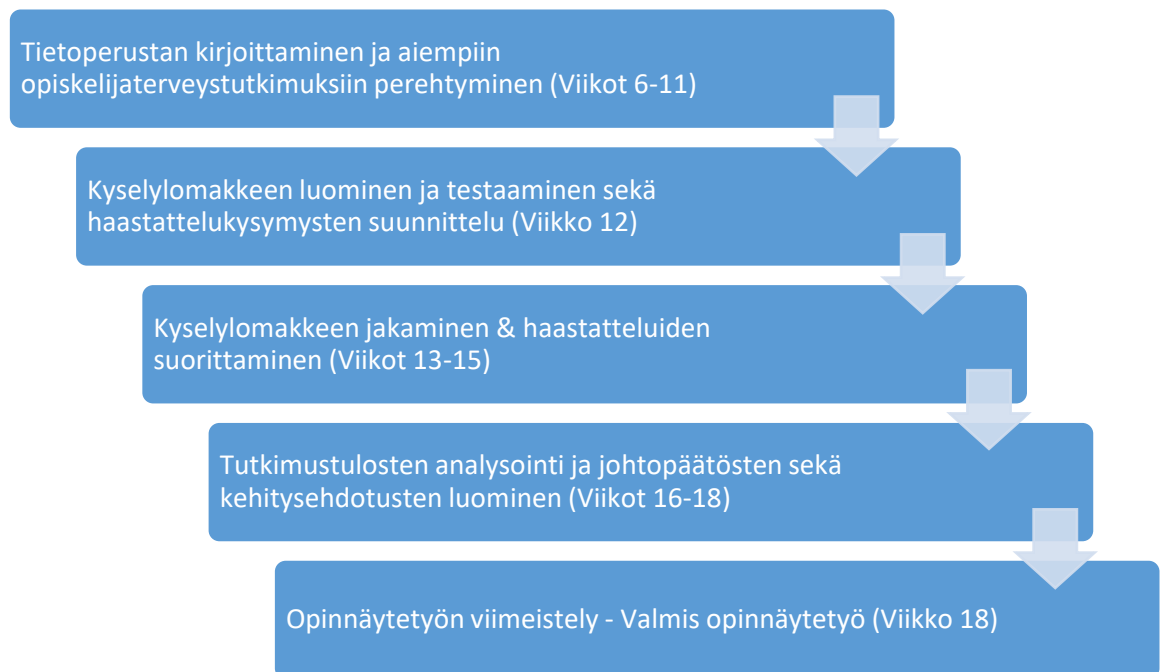 Tietoperustan kirjoittaminen ja aiempiin
opiskelijaterveystutkimuksiin perehtyminen (Viikot 6-11)
Kyselylomakkeen luominen ja testaaminen sekä
haastattelukysymysten suunnittelu (Viikko 12)
Kyselylomakkeen jakaminen & haastatteluiden
suorittaminen (Viikot 13-15)
Tutkimustulosten analysointi ja johtopäätösten sekä
kehitysehdotusten luominen (Viikot 16-18)
Opinnäytetyön viimeistely - Valmis opinnäytetyö (Viikko 18)